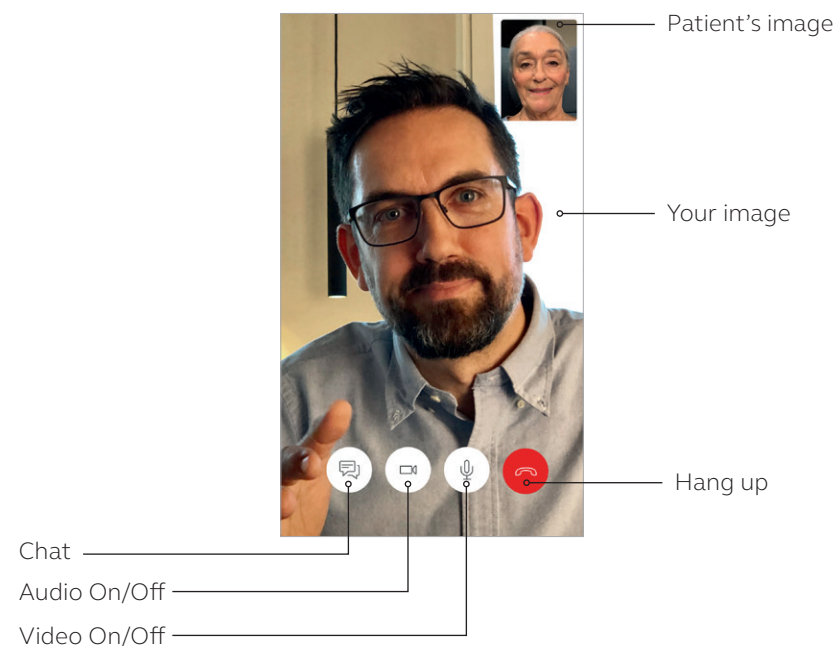 Patient’s image
Your image
Hang up
Chat
Audio On/Off
Video On/Off